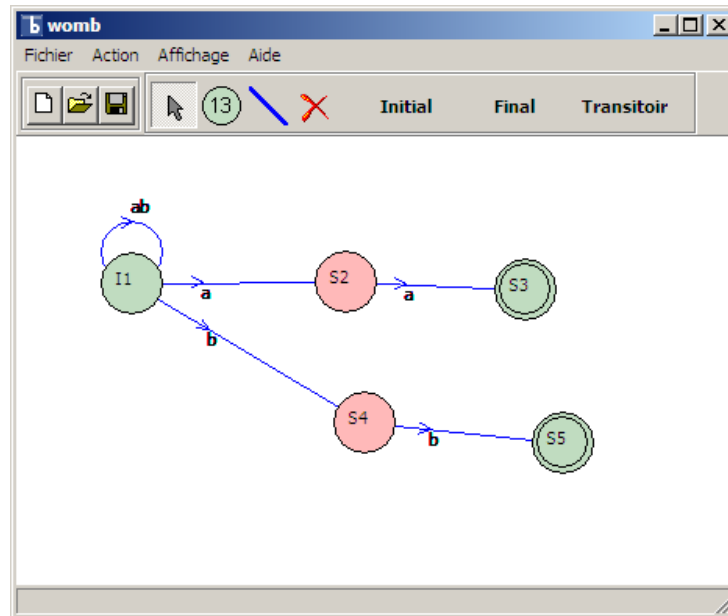 womb
Fichier Action Affichage Aide
13 Initial Final Transitoir
ab
I1 a S2 a S3
b
S4 b S5